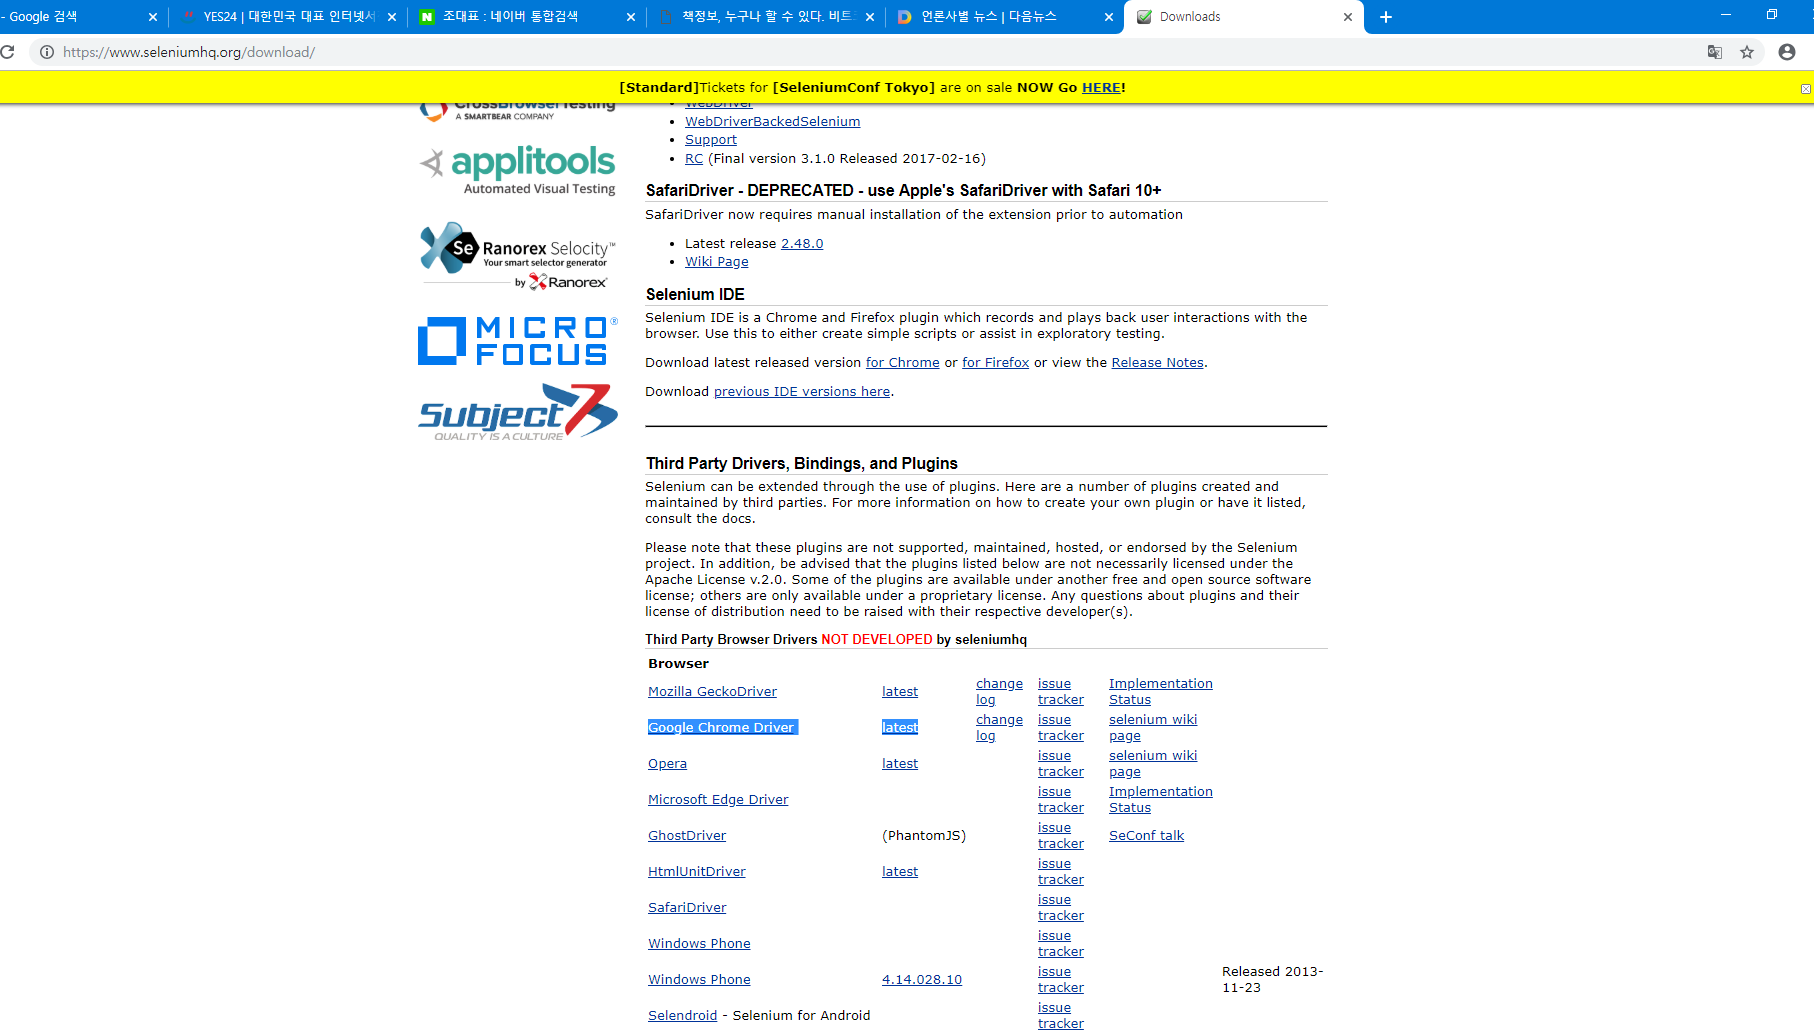 - Google 검색
YES24 | 대한민국 대표 인터넷서
조대표 : 네이버 통합검색
책정보, 누구나 할 수 있다. 비트
언론사별 뉴스 | 다음뉴스
Downloads
https://www.seleniumhq.org/download/
[Standard]Tickets for [SeleniumConf Tokyo] are on sale NOW Go HERE!
CrossBrowserTesting
A SMARTBEAR COMPANY
applitools
Automated Visual Testing
Se Ranorex Selocity™
Your smart selector generator
by Ranorex®
MICRO®
FOCUS
Subject7
QUALITY IS A CULTURE
WebDriver
WebDriverBackedSelenium
Support
RC (Final version 3.1.0 Released 2017-02-16)
SafariDriver - DEPRECATED - use Apple's SafariDriver with Safari 10+
SafariDriver now requires manual installation of the extension prior to automation
Latest release 2.48.0
Wiki Page
Selenium IDE
Selenium IDE is a Chrome and Firefox plugin which records and plays back user interactions with the
browser. Use this to either create simple scripts or assist in exploratory testing.
Download latest released version for Chrome or for Firefox or view the Release Notes.
Download previous IDE versions here.
Third Party Drivers, Bindings, and Plugins
Selenium can be extended through the use of plugins. Here are a number of plugins created and
maintained by third parties. For more information on how to create your own plugin or have it listed,
consult the docs.
Please note that these plugins are not supported, maintained, hosted, or endorsed by the Selenium
project. In addition, be advised that the plugins listed below are not necessarily licensed under the
Apache License v.2.0. Some of the plugins are available under another free and open source software
license; others are only available under a proprietary license. Any questions about plugins and their
license of distribution need to be raised with their respective developer(s).
Third Party Browser Drivers NOT DEVELOPED by seleniumhq
Browser
Mozilla GeckoDriver latest change log issue tracker Implementation Status
Google Chrome Driver latest change log issue tracker selenium wiki page
Opera latest issue tracker selenium wiki page
Microsoft Edge Driver issue tracker Implementation Status
GhostDriver (PhantomJS) issue tracker SeConf talk
HtmlUnitDriver latest issue tracker
SafariDriver issue tracker
Windows Phone issue tracker
Windows Phone 4.14.028.10 issue tracker Released 2013-11-23
Selendroid - Selenium for Android issue tracker